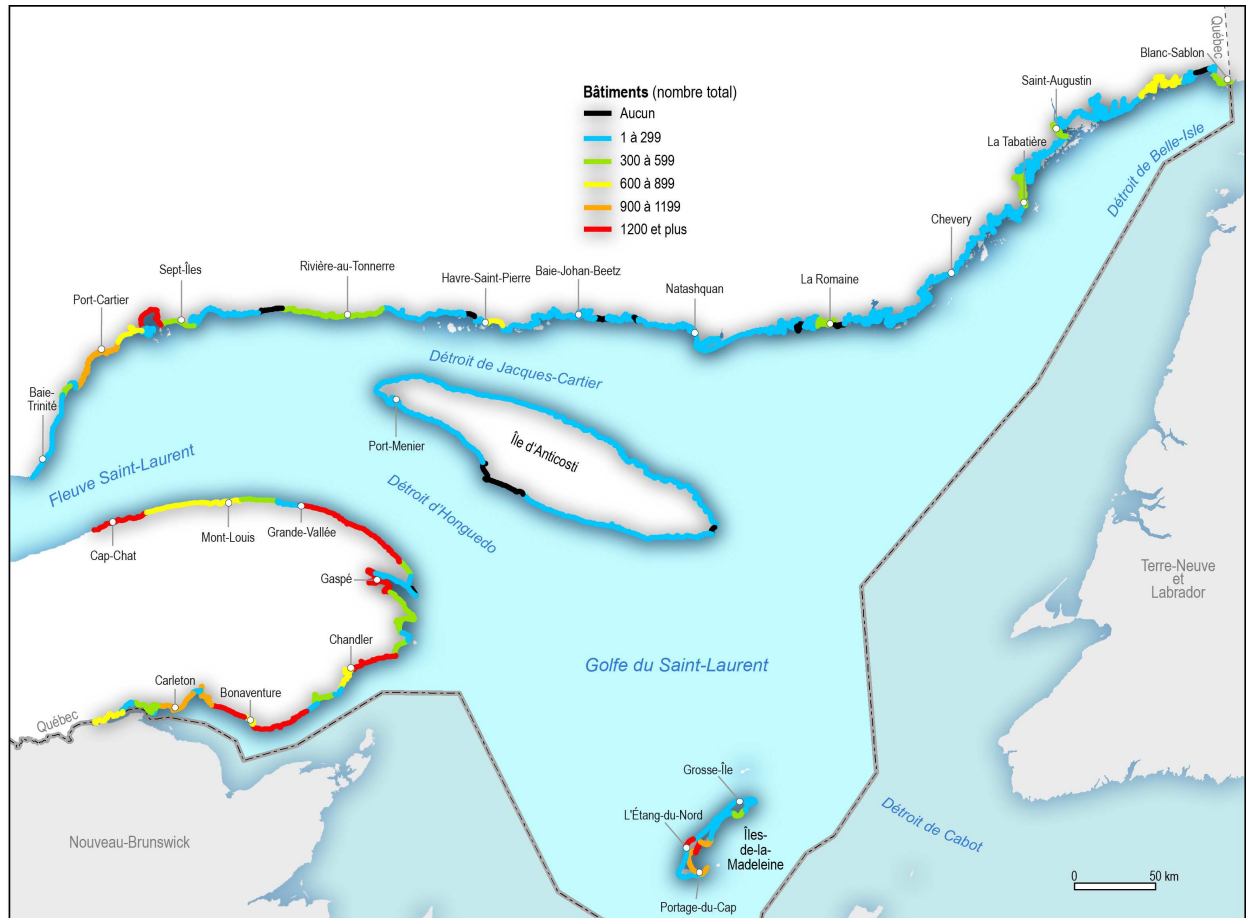 Bâtiments (nombre total)
Aucun
1 à 299
300 à 599
600 à 899
900 à 1199
1200 et plus
Québec
Blanc-Sablon
Saint-Augustin
La Tabatière
Détroit de Belle-Isle
Chevery
Sept-Îles
Rivière-au-Tonnerre
Havre-Saint-Pierre
Baie-Johan-Beetz
Natashquan
La Romaine
Port-Cartier
Détroit de Jacques-Cartier
Baie-
Trinité
Port-Menier
Île d'Anticosti
Fleuve Saint-Laurent
Détroit d'Honguedo
Cap-Chat
Mont-Louis
Grande-Vallée
Terre-Neuve
et
Labrador
Gaspé
Chandler
Golfe du Saint-Laurent
Carleton
Bonaventure
Québec
Grosse-Île
L'Étang-du-Nord
Îles-
de-la-
Madeleine
Détroit de Cabot
Nouveau-Brunswick
Portage-du-Cap
0 50 km